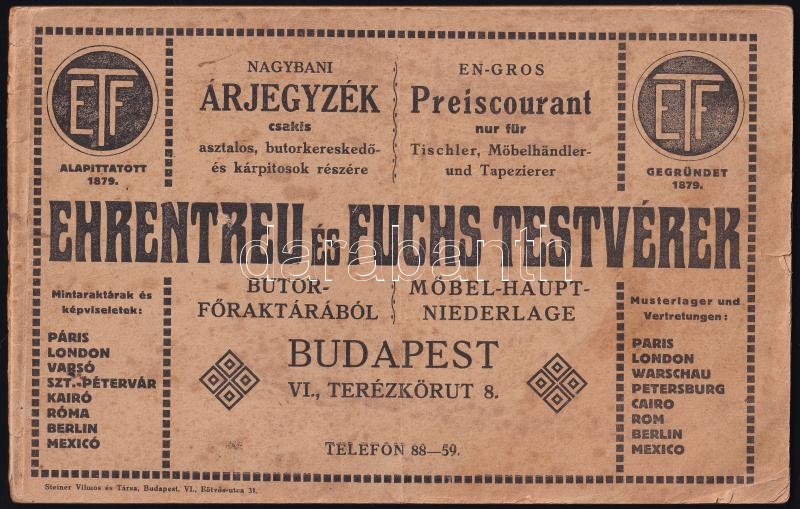 ETF
ALAPITTATOTT
1879.
NAGYBANI
ÁRJEGYZÉK
csakis
asztalos, butorkereskedő-
és kárpitosok részére
EN-GROS
Preiscourant
nur für
Tischler, Möbelhändler-
und Tapezierer
ETF
GEGRÜNDET
1879.
EHRENTREU ÉS FUCHS TESTVÉREK
darabanth
Mintaraktárak és
képviseletek:
PÁRIS
LONDON
VARSÓ
SZT.-PÉTERVÁR
KAIRÓ
RÓMA
BERLIN
MEXICÓ
BUTOR-
FŐRAKTÁRÁBÓL
MÖBEL-HAUPT-
NIEDERLAGE
BUDAPEST
VI., TERÉZKÖRUT 8.
TELEFON 88—59.
Musterlager und
Vertretungen:
PARIS
LONDON
WARSCHAU
PETERSBURG
CAIRO
ROM
BERLIN
MEXICO
Steiner Vilmos és Társa, Budapest, VI., Eötvös-utca 31.